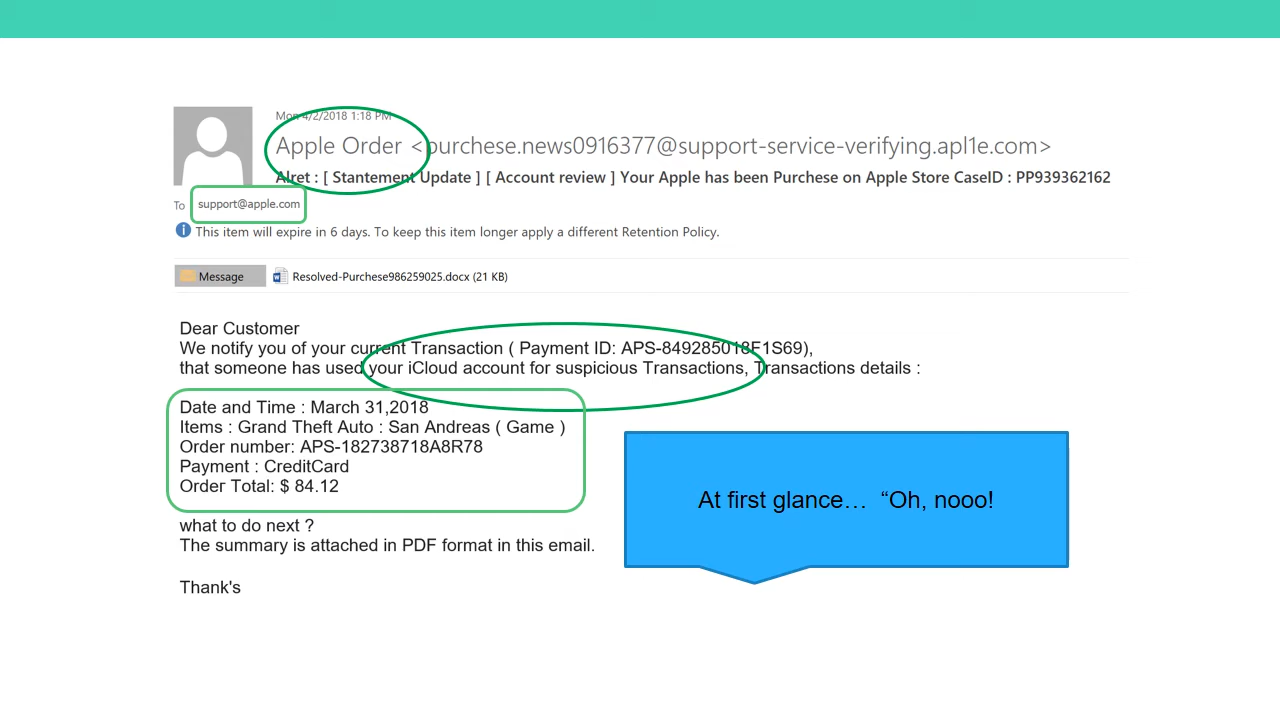 Mon 4/2/2018 1:18 PM
Apple Order <purchese.news0916377@support-service-verifying.apl1e.com>
Alret : [ Stantement Update ] [ Account review ] Your Apple has been Purchese on Apple Store CaseID : PP939362162
To support@apple.com
This item will expire in 6 days. To keep this item longer apply a different Retention Policy.
Message Resolved-Purchese986259025.docx (21 KB)
Dear Customer
We notify you of your current Transaction ( Payment ID: APS-849285018F1S69),
that someone has used your iCloud account for suspicious Transactions, Transactions details :
Date and Time : March 31,2018
Items : Grand Theft Auto : San Andreas ( Game )
Order number: APS-182738718A8R78
Payment : CreditCard
Order Total: $ 84.12
At first glance… “Oh, nooo!
what to do next ?
The summary is attached in PDF format in this email.
Thank's